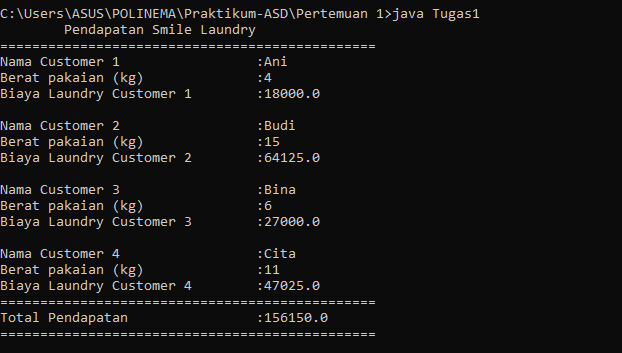 C:\Users\ASUS\POLINEMA\Praktikum-ASD\Pertemuan 1>java Tugas1
        Pendapatan Smile Laundry
===============================================
Nama Customer 1                 :Ani
Berat pakaian (kg)              :4
Biaya Laundry Customer 1        :18000.0

Nama Customer 2                 :Budi
Berat pakaian (kg)              :15
Biaya Laundry Customer 2        :64125.0

Nama Customer 3                 :Bina
Berat pakaian (kg)              :6
Biaya Laundry Customer 3        :27000.0

Nama Customer 4                 :Cita
Berat pakaian (kg)              :11
Biaya Laundry Customer 4        :47025.0
===============================================
Total Pendapatan                :156150.0
===============================================